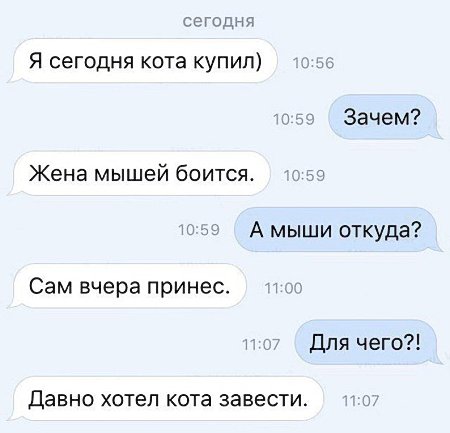 сегодня
Я сегодня кота купил) 10:56
10:59 Зачем?
Жена мышей боится. 10:59
10:59 А мыши откуда?
Сам вчера принес. 11:00
11:07 Для чего?!
Давно хотел кота завести. 11:07